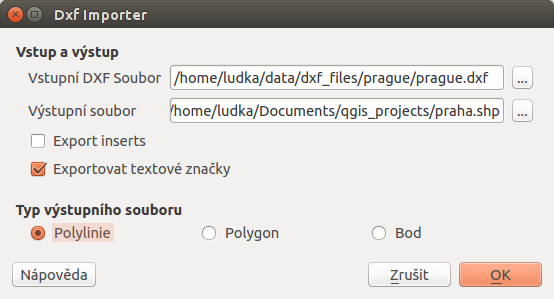 Dxf Importer
Vstup a výstup
Vstupní DXF Soubor /home/ludka/data/dxf_files/prague/prague.dxf ...
Výstupní soubor /home/ludka/Documents/qgis_projects/praha.shp ...
Export inserts
Exportovat textové značky
Typ výstupního souboru
Polylinie Polygon Bod
Nápověda Zrušit OK